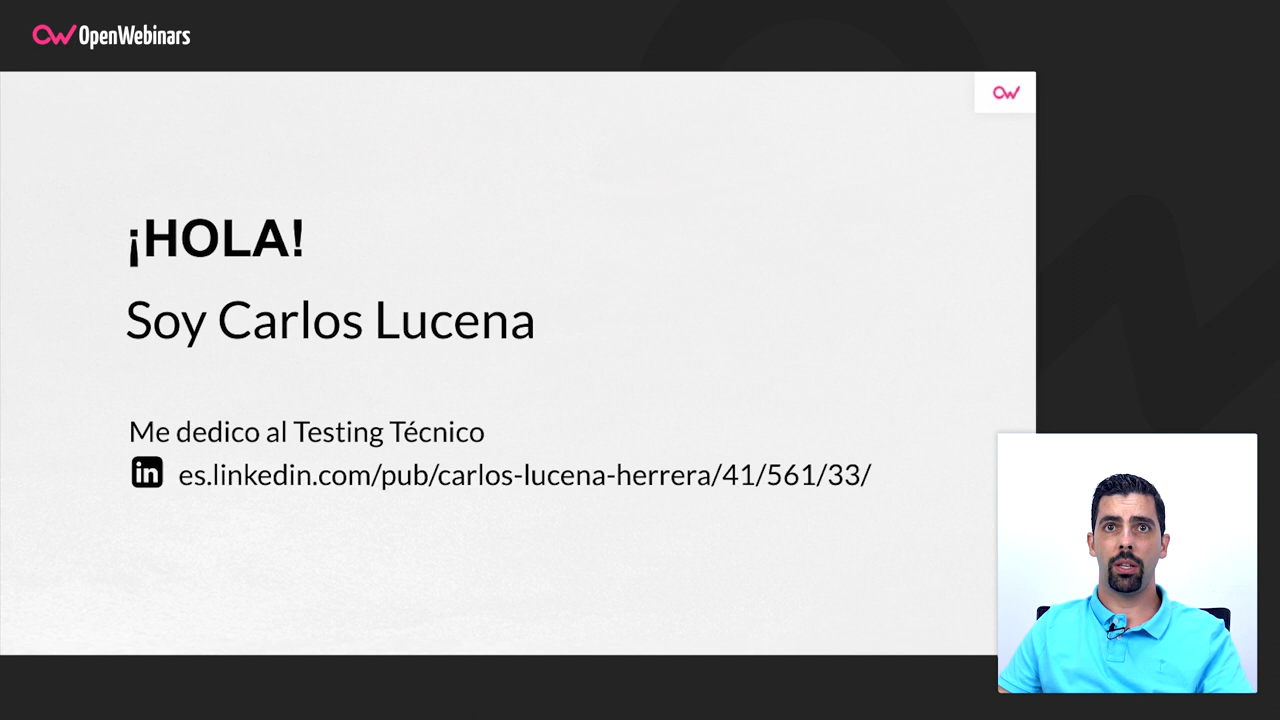 OpenWebinars
¡HOLA!
Soy Carlos Lucena
Me dedico al Testing Técnico
in es.linkedin.com/pub/carlos-lucena-herrera/41/561/33/